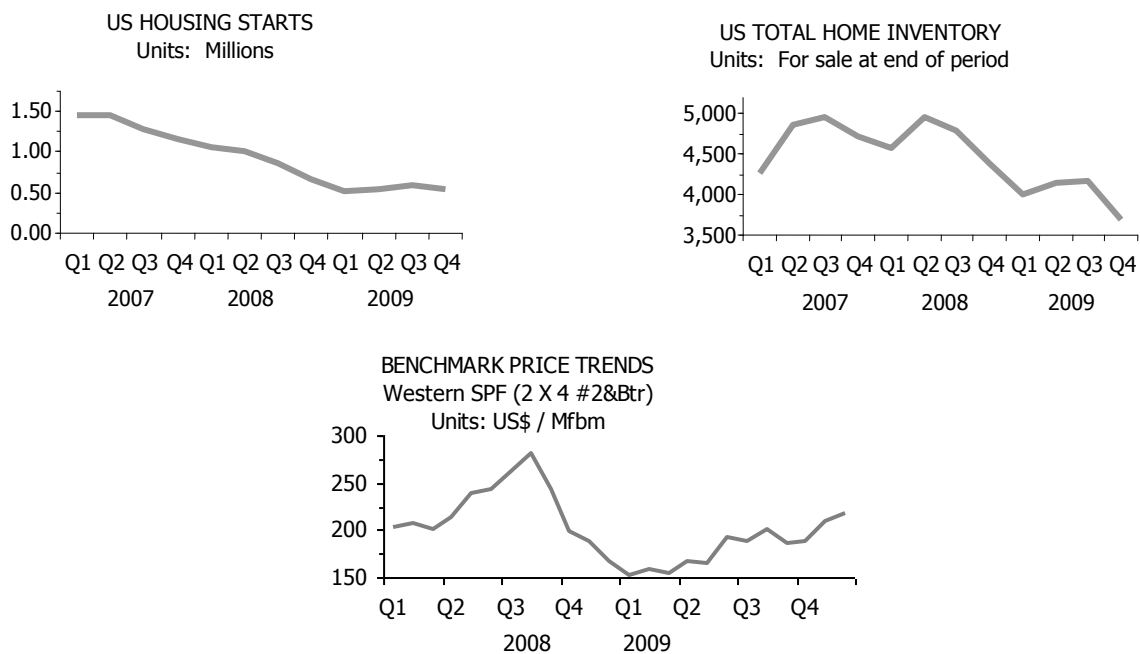 US HOUSING STARTS
Units: Millions
1.50
1.00
0.50
0.00
Q1 Q2 Q3 Q4 Q1 Q2 Q3 Q4 Q1 Q2 Q3 Q4
2007 2008 2009
US TOTAL HOME INVENTORY
Units: For sale at end of period
5,000
4,500
4,000
3,500
Q1 Q2 Q3 Q4 Q1 Q2 Q3 Q4 Q1 Q2 Q3 Q4
2007 2008 2009
BENCHMARK PRICE TRENDS
Western SPF (2 X 4 #2&Btr)
Units: US$ / Mfbm
300
250
200
150
Q1 Q2 Q3 Q4 Q1 Q2 Q3 Q4
2008 2009